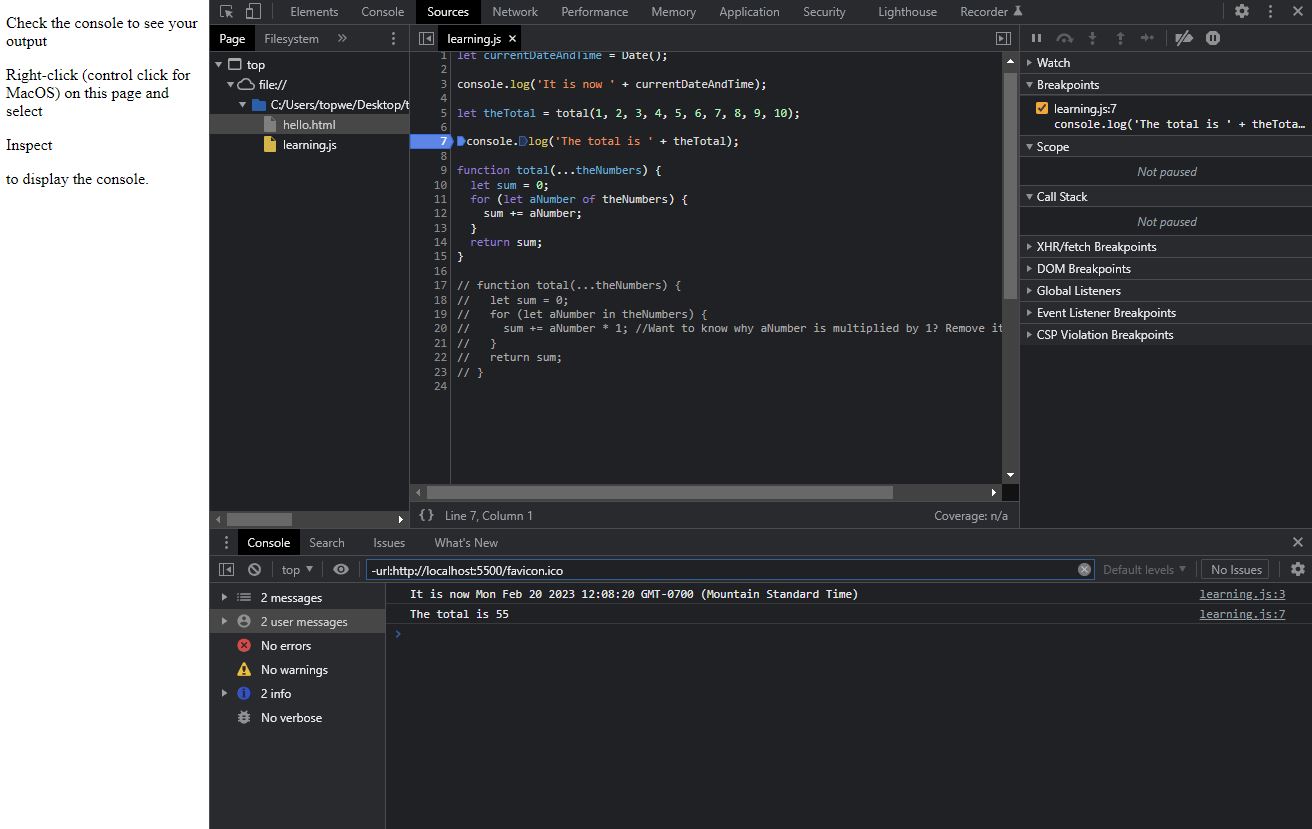 Check the console to see your
output
Right-click (control click for
MacOS) on this page and
select
Inspect
to display the console.
Elements Console Sources Network Performance Memory Application Security Lighthouse Recorder
Page Filesystem »
top
file://
C:/Users/topwe/Desktop/t
hello.html
learning.js
learning.js ×
1 let currentDateAndTime = Date();
2
3 console.log('It is now ' + currentDateAndTime);
4
5 let theTotal = total(1, 2, 3, 4, 5, 6, 7, 8, 9, 10);
6
7 console.log('The total is ' + theTotal);
8
9 function total(...theNumbers) {
10   let sum = 0;
11   for (let aNumber of theNumbers) {
12     sum += aNumber;
13   }
14   return sum;
15 }
16
17 // function total(...theNumbers) {
18 //   let sum = 0;
19 //   for (let aNumber in theNumbers) {
20 //     sum += aNumber * 1; //Want to know why aNumber is multiplied by 1? Remove it
21 //   }
22 //   return sum;
23 // }
24
{} Line 7, Column 1 Coverage: n/a
Watch
Breakpoints
learning.js:7
console.log('The total is ' + theTota…
Scope
Not paused
Call Stack
Not paused
XHR/fetch Breakpoints
DOM Breakpoints
Global Listeners
Event Listener Breakpoints
CSP Violation Breakpoints
Console Search Issues What's New
top -url:http://localhost:5500/favicon.ico Default levels No Issues
2 messages
2 user messages
No errors
No warnings
2 info
No verbose
It is now Mon Feb 20 2023 12:08:20 GMT-0700 (Mountain Standard Time) learning.js:3
The total is 55 learning.js:7